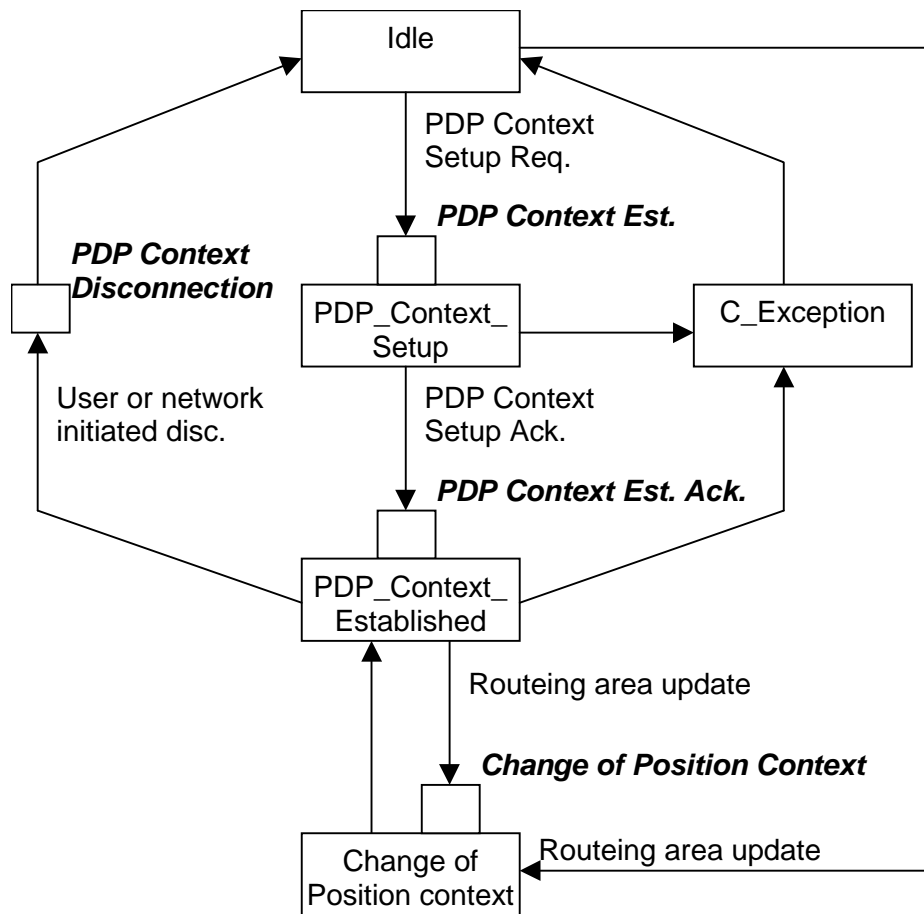 Idle
PDP Context
Setup Req.
PDP Context Est.
PDP Context
Disconnection
PDP_Context_
Setup
C_Exception
User or network
initiated disc.
PDP Context
Setup Ack.
PDP Context Est. Ack.
PDP_Context_
Established
Routeing area update
Change of Position Context
Change of
Position context
Routeing area update